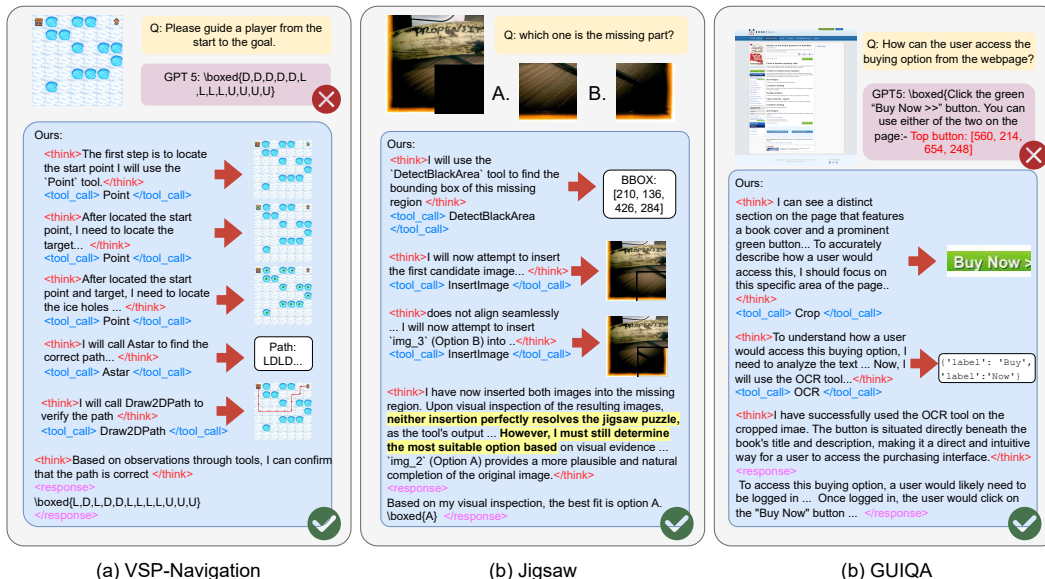 Q: Please guide a player from the
start to the goal.
GPT 5: \boxed{D,D,D,D,D,L
,L,L,L,U,U,U,U}
Ours:
<think>The first step is to locate
the start point I will use the
`Point` tool.</think>
<tool_call> Point </tool_call>
<think>After located the start
point, I need to locate the
target... </think>
<tool_call> Point </tool_call>
<think>After located the start
point and target, I need to locate
the ice holes ... </think>
<tool_call> Point </tool_call>
<think>I will call Astar to find the
correct path... </think>
<tool_call> Astar </tool_call>
Path:
LDLD...
<think>I will call Draw2DPath to
verify the path </think>
<tool_call> Draw2DPath </tool_call>
<think>Based on observations through tools, I can confirm
that the path is correct </think>
<response>
\boxed{L,D,L,D,D,L,L,L,L,U,U,U}
</response>
(a) VSP-Navigation
PROPENSITY
Q: which one is the missing part?
A.
B.
Ours:
<think>I will use the
`DetectBlackArea` tool to find the
bounding box of this missing
region </think>
<tool_call> DetectBlackArea
</tool_call>
BBOX:
[210, 136,
426, 284]
<think>I will now attempt to insert
the first candidate image... </think>
<tool_call> InsertImage </tool_call>
<think>does not align seamlessly
... I will now attempt to insert
`img_3` (Option B) into ..</think>
<tool_call> InsertImage </tool_call>
<think>I have now inserted both images into the missing
region. Upon visual inspection of the resulting images,
neither insertion perfectly resolves the jigsaw puzzle,
as the tool's output ... However, I must still determine
the most suitable option based on visual evidence ...
`img_2` (Option A) provides a more plausible and natural
completion of the original image.</think>
<response>
Based on my visual inspection, the best fit is option A.
\boxed{A} </response>
(b) Jigsaw
Q: How can the user access the
buying option from the webpage?
GPT5: \boxed{Click the green
“Buy Now >>” button. You can
use either of the two on the
page:- Top button: [560, 214,
654, 248]
Ours:
<think> I can see a distinct
section on the page that features
a book cover and a prominent
green button... To accurately
describe how a user would
access this, I should focus on
this specific area of the page..
</think>
<tool_call> Crop </tool_call>
Buy Now >
<think>To understand how a user
would access this buying option, I
need to analyze the text ... Now, I
will use the OCR tool...</think>
<tool_call> OCR </tool_call>
{'label': 'Buy',
'label':'Now'}
<think>I have successfully used the OCR tool on the
cropped imae. The button is situated directly beneath the
book's title and description, making it a direct and intuitive
way for a user to access the purchasing interface.</think>
<response>
To access this buying option, a user would likely need to
be logged in ... Once logged in, the user would click on
the "Buy Now" button ... </response>
(b) GUIQA